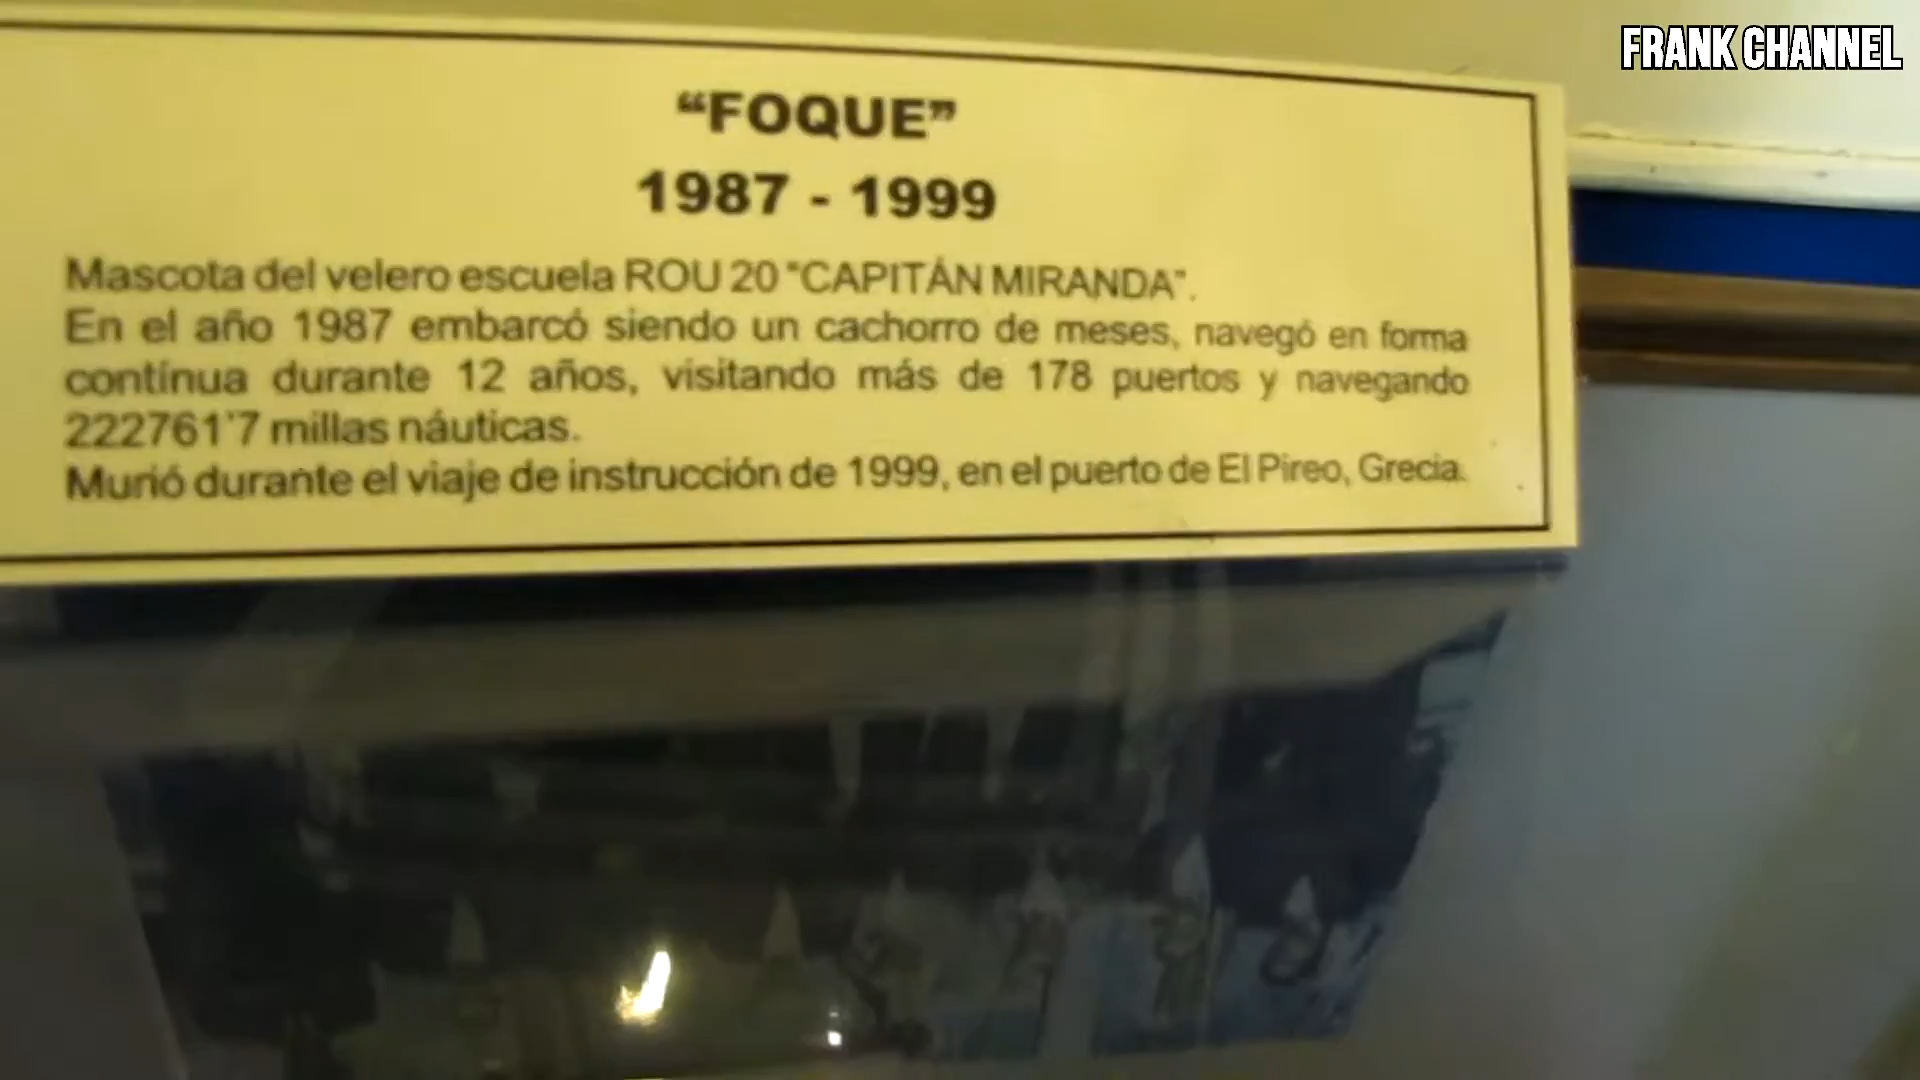 FRANK CHANNEL
“FOQUE”
1987 - 1999
Mascota del velero escuela ROU 20 "CAPITÁN MIRANDA".
En el año 1987 embarcó siendo un cachorro de meses, navegó en forma
contínua durante 12 años, visitando más de 178 puertos y navegando
222761'7 millas náuticas.
Murió durante el viaje de instrucción de 1999, en el puerto de El Pireo, Grecia.